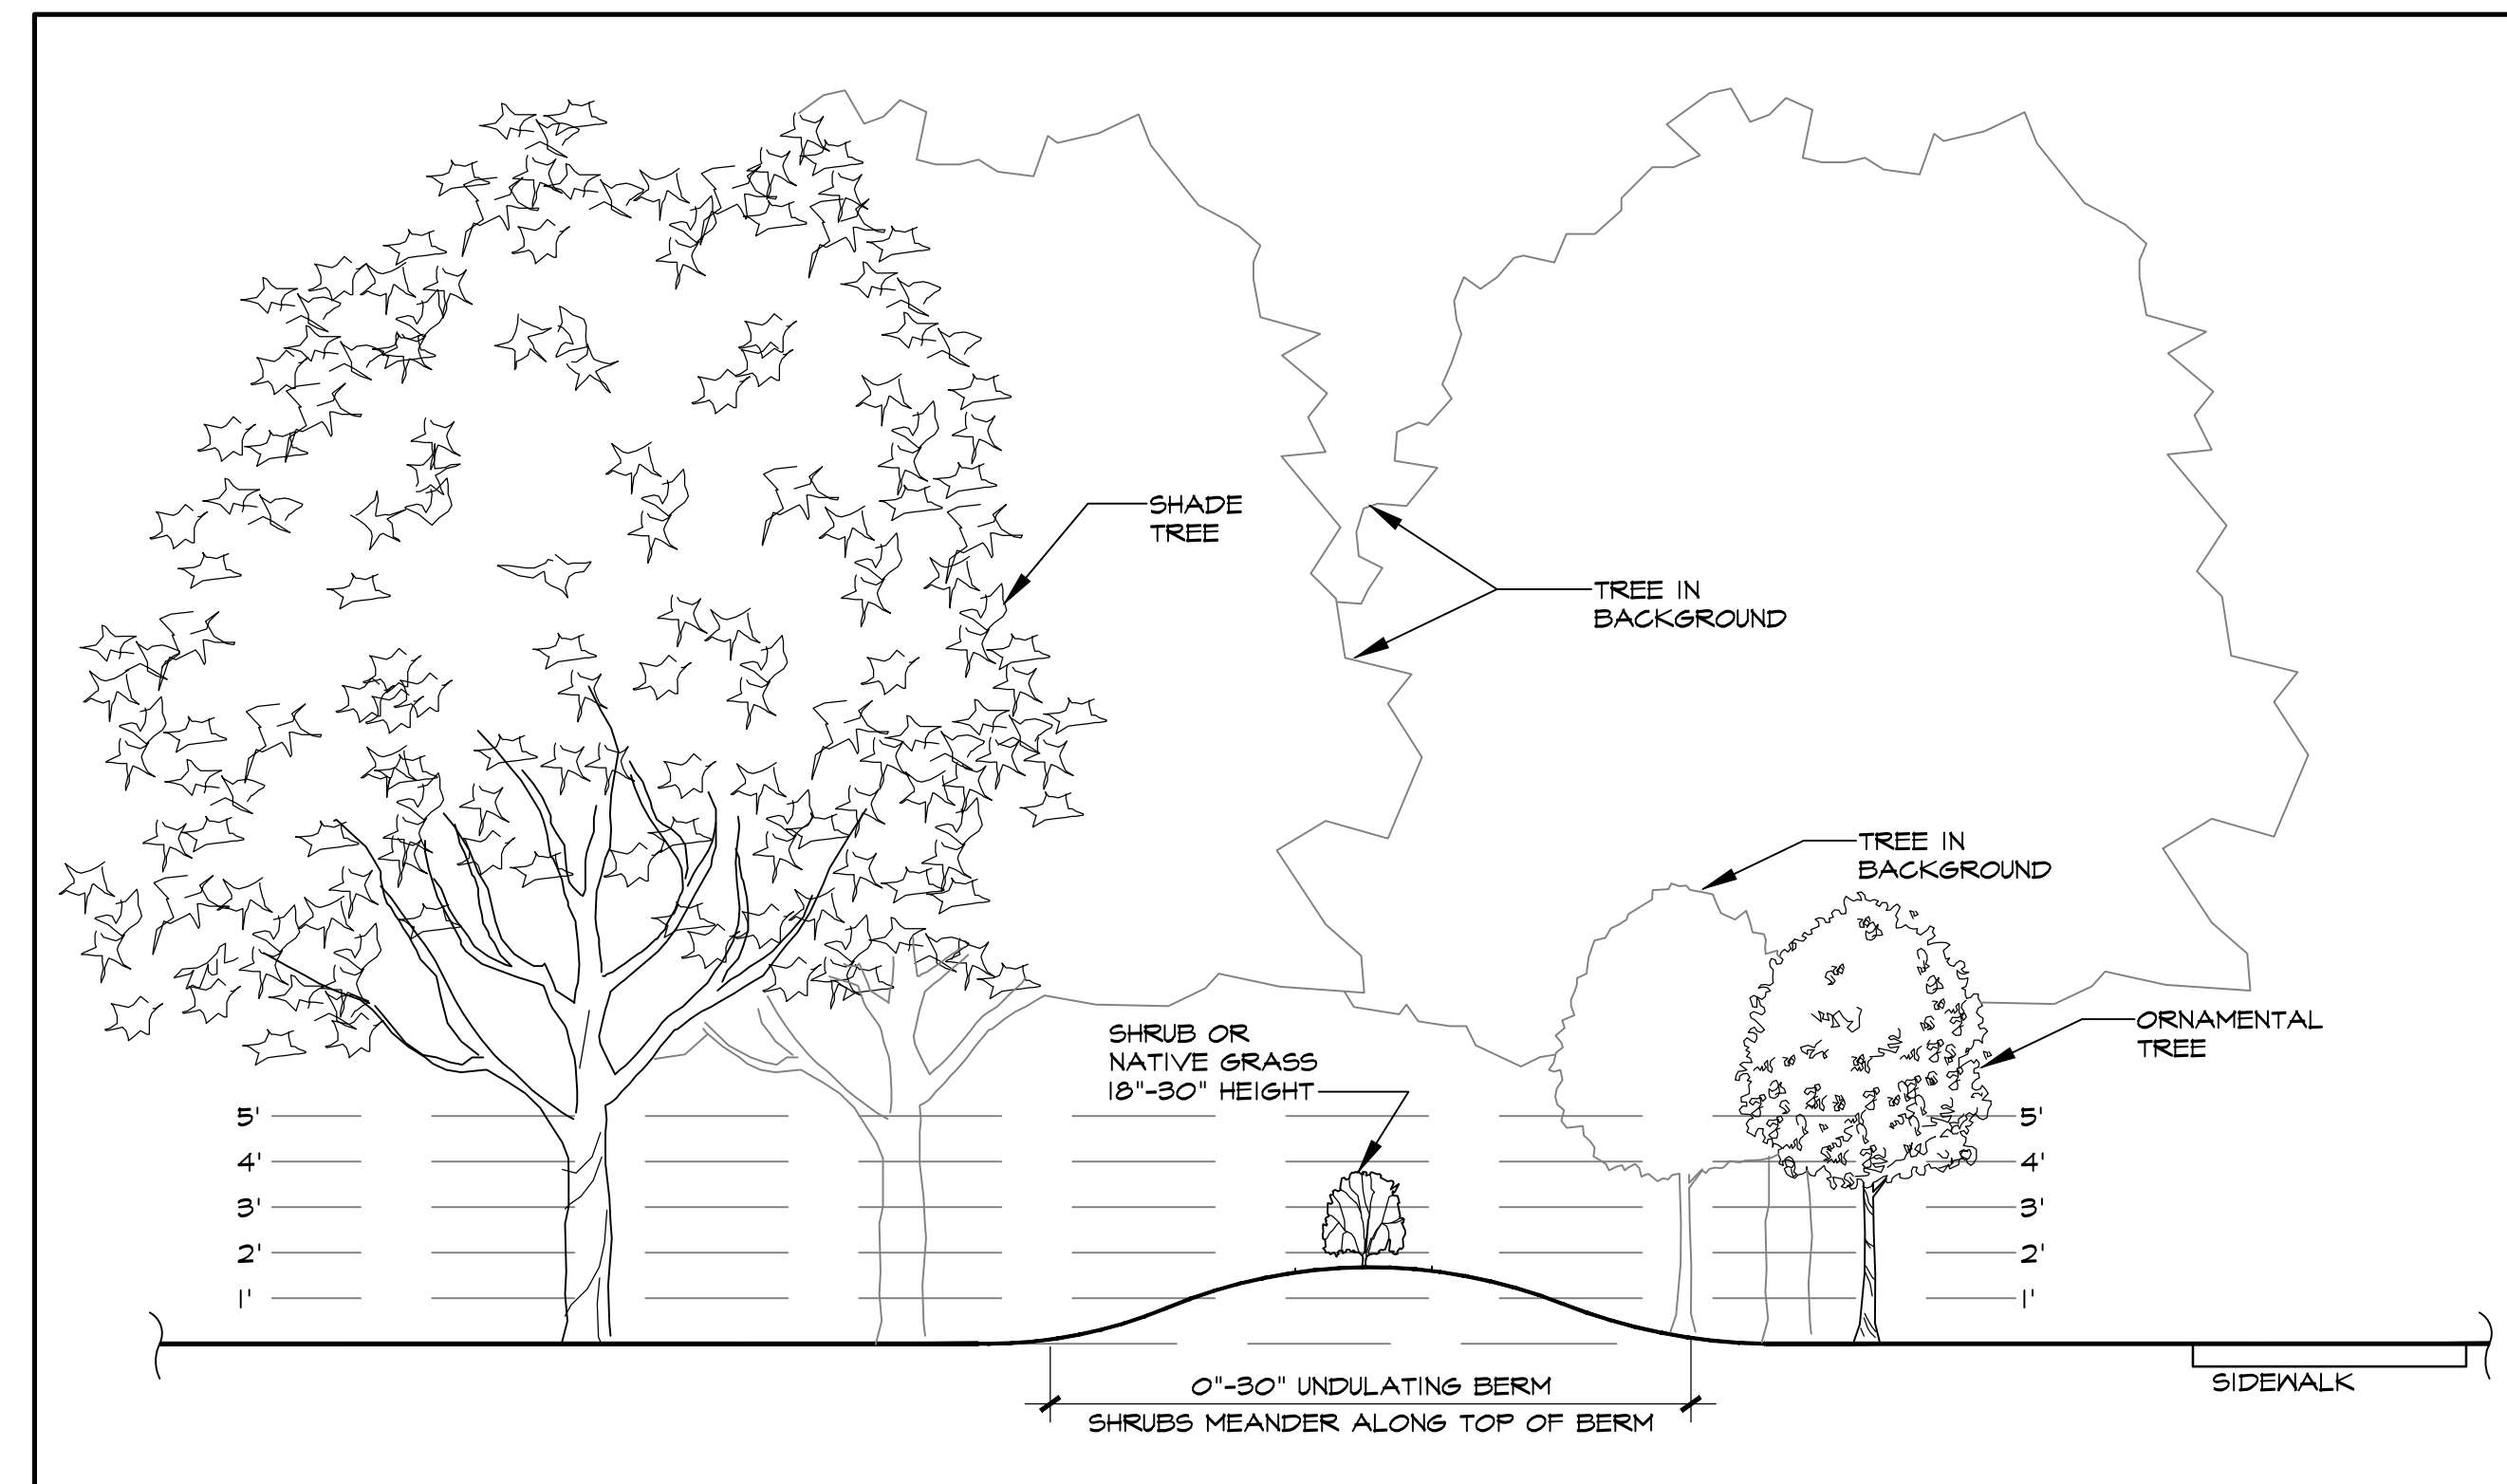 SHADE
TREE
TREE IN
BACKGROUND
TREE IN
BACKGROUND
ORNAMENTAL
TREE
SHRUB OR
NATIVE GRASS
18"-30" HEIGHT
5'
4'
3'
2'
1'
5'
4'
3'
2'
1'
0"-30" UNDULATING BERM
SHRUBS MEANDER ALONG TOP OF BERM
SIDEWALK